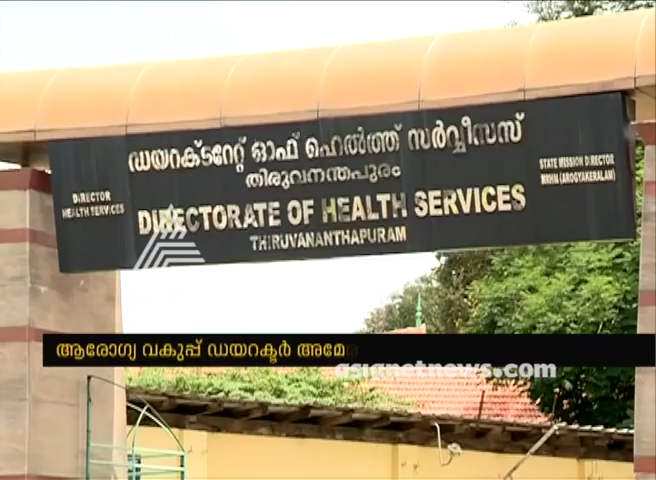 ഡയറക്ടറേറ്റ് ഓഫ് ഹെൽത്ത് സർവ്വീസസ്
തിരുവനന്തപുരം
DIRECTOR
HEALTH SERVICES
STATE MISSION DIRECTOR
NRHM (AROGYAKERALAM)
DIRECTORATE OF HEALTH SERVICES
THIRUVANANTHAPURAM
ആരോഗ്യ വകുപ്പ് ഡയറക്ടർ അമേ
asianetnews.com